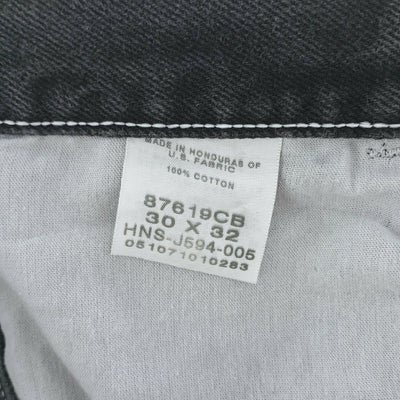 MADE IN HONDURAS OF
U.S. FABRIC
100% COTTON
87619CB
30 X 32
HNS-J594-005
051071010283